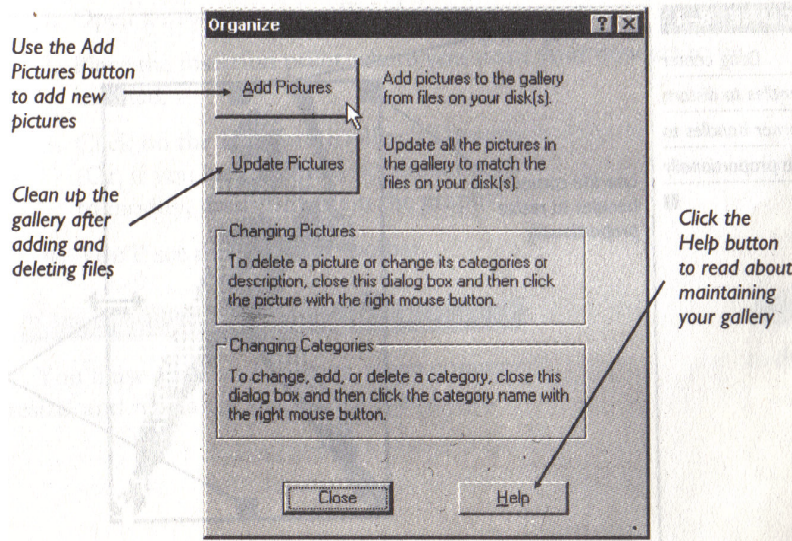 Use the Add
Pictures button
to add new
pictures
Clean up the
gallery after
adding and
deleting files
Organize
? X
Add Pictures
Add pictures to the gallery
from files on your disk(s).
Update Pictures
Update all the pictures in
the gallery to match the
files on your disk(s).
Changing Pictures
To delete a picture or change its categories or
description, close this dialog box and then click
the picture with the right mouse button.
Changing Categories
To change, add, or delete a category, close this
dialog box and then click the category name with
the right mouse button.
Close
Help
Click the
Help button
to read about
maintaining
your gallery